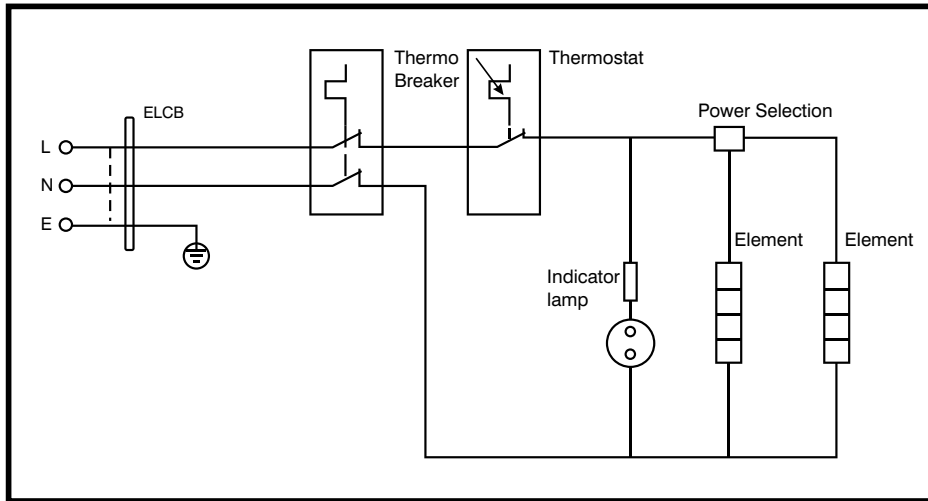 Thermo
Breaker
Thermostat
ELCB
Power Selection
L
N
E
Element
Element
Indicator
lamp